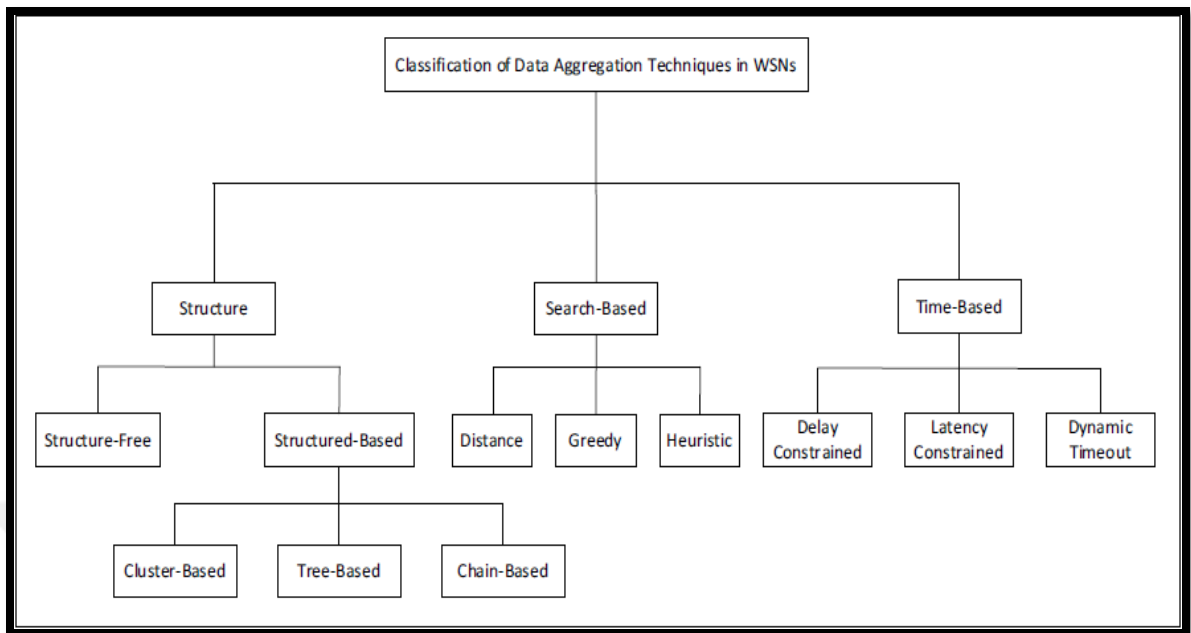 Classification of Data Aggregation Techniques in WSNs
Structure
Search-Based
Time-Based
Structure-Free
Structured-Based
Distance
Greedy
Heuristic
Delay
Constrained
Latency
Constrained
Dynamic
Timeout
Cluster-Based
Tree-Based
Chain-Based